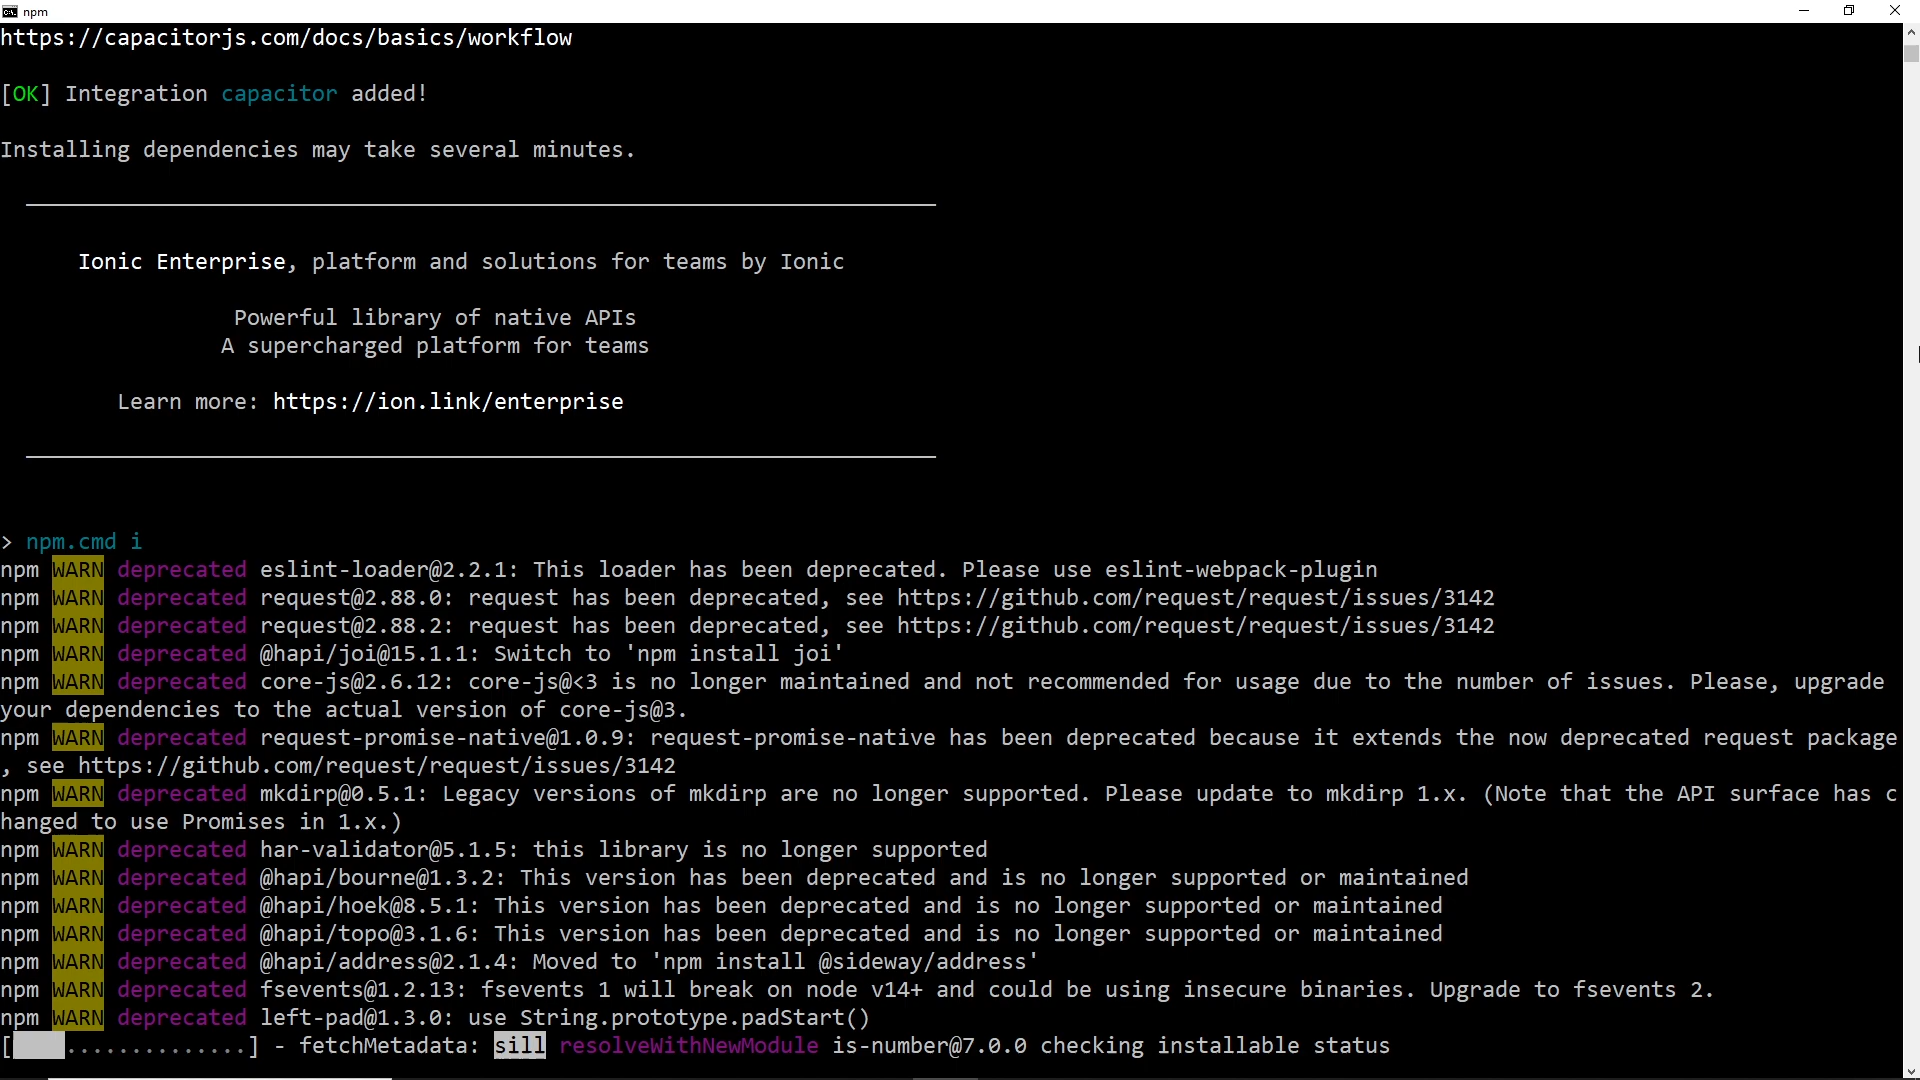 npm
https://capacitorjs.com/docs/basics/workflow
[OK] Integration capacitor added!
Installing dependencies may take several minutes.
Ionic Enterprise, platform and solutions for teams by Ionic
Powerful library of native APIs
A supercharged platform for teams
Learn more: https://ion.link/enterprise
> npm.cmd i
npm WARN deprecated eslint-loader@2.2.1: This loader has been deprecated. Please use eslint-webpack-plugin
npm WARN deprecated request@2.88.0: request has been deprecated, see https://github.com/request/request/issues/3142
npm WARN deprecated request@2.88.2: request has been deprecated, see https://github.com/request/request/issues/3142
npm WARN deprecated @hapi/joi@15.1.1: Switch to 'npm install joi'
npm WARN deprecated core-js@2.6.12: core-js@<3 is no longer maintained and not recommended for usage due to the number of issues. Please, upgrade
your dependencies to the actual version of core-js@3.
npm WARN deprecated request-promise-native@1.0.9: request-promise-native has been deprecated because it extends the now deprecated request package
, see https://github.com/request/request/issues/3142
npm WARN deprecated mkdirp@0.5.1: Legacy versions of mkdirp are no longer supported. Please update to mkdirp 1.x. (Note that the API surface has c
hanged to use Promises in 1.x.)
npm WARN deprecated har-validator@5.1.5: this library is no longer supported
npm WARN deprecated @hapi/bourne@1.3.2: This version has been deprecated and is no longer supported or maintained
npm WARN deprecated @hapi/hoek@8.5.1: This version has been deprecated and is no longer supported or maintained
npm WARN deprecated @hapi/topo@3.1.6: This version has been deprecated and is no longer supported or maintained
npm WARN deprecated @hapi/address@2.1.4: Moved to 'npm install @sideway/address'
npm WARN deprecated fsevents@1.2.13: fsevents 1 will break on node v14+ and could be using insecure binaries. Upgrade to fsevents 2.
npm WARN deprecated left-pad@1.3.0: use String.prototype.padStart()
[    ..............] - fetchMetadata: sill resolveWithNewModule is-number@7.0.0 checking installable status